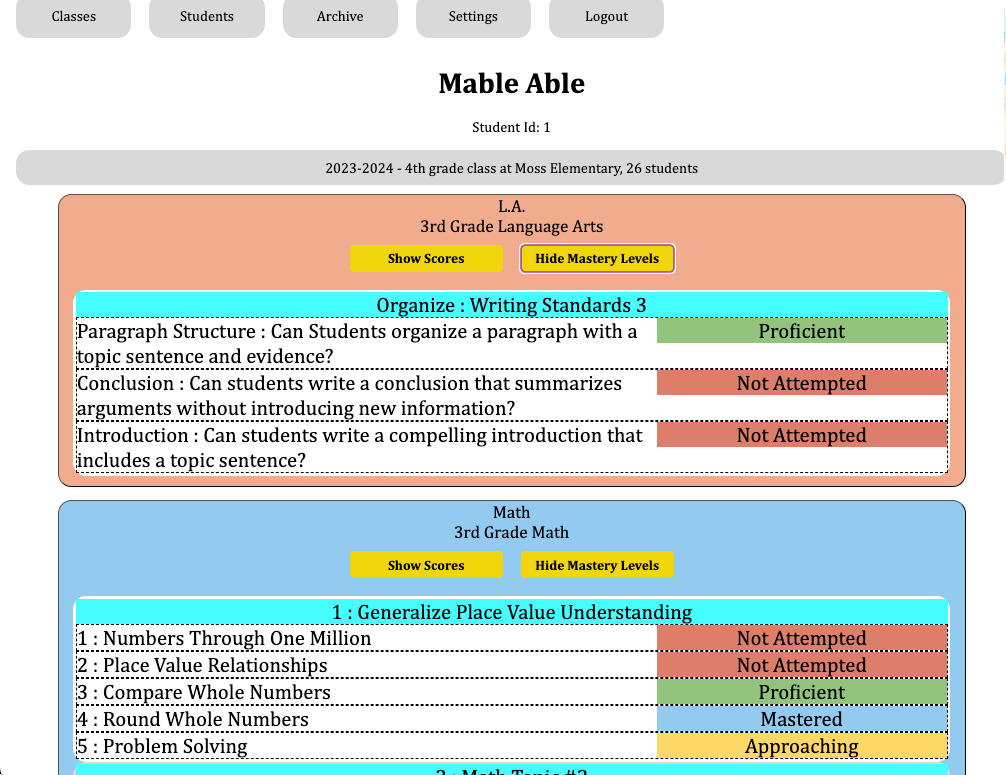 Classes
Students
Archive
Settings
Logout
Mable Able
Student Id: 1
2023-2024 - 4th grade class at Moss Elementary, 26 students
L.A.
3rd Grade Language Arts
Show Scores
Hide Mastery Levels
Organize : Writing Standards 3
Paragraph Structure : Can Students organize a paragraph with a
topic sentence and evidence?
Proficient
Conclusion : Can students write a conclusion that summarizes
arguments without introducing new information?
Not Attempted
Introduction : Can students write a compelling introduction that
includes a topic sentence?
Not Attempted
Math
3rd Grade Math
Show Scores
Hide Mastery Levels
1 : Generalize Place Value Understanding
1 : Numbers Through One Million
Not Attempted
2 : Place Value Relationships
Not Attempted
3 : Compare Whole Numbers
Proficient
4 : Round Whole Numbers
Mastered
5 : Problem Solving
Approaching
2 : Math Topic #2